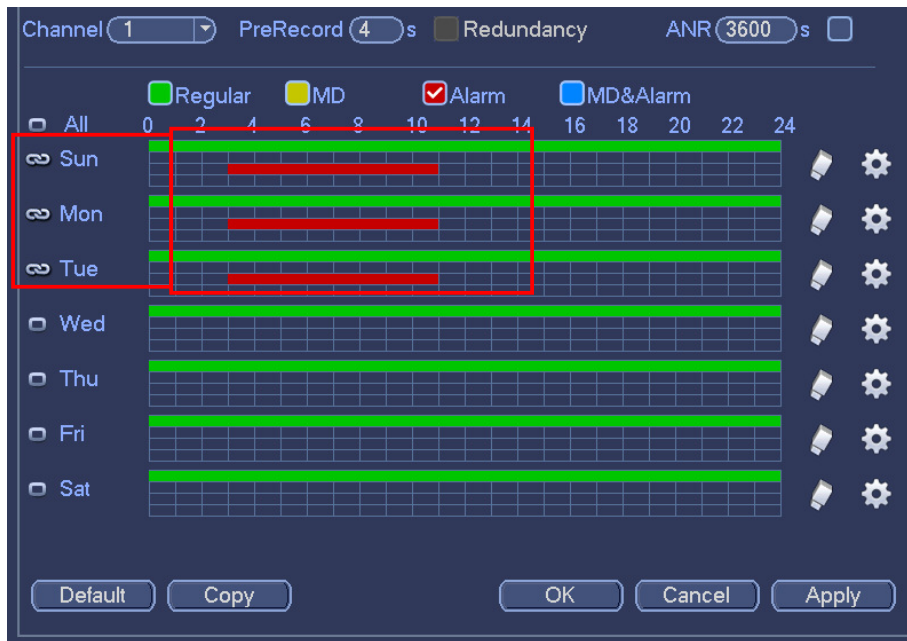 Channel 1 PreRecord 4 s Redundancy ANR 3600 s
Regular MD Alarm MD&Alarm
All 0 2 4 6 8 10 12 14 16 18 20 22 24
Sun
Mon
Tue
Wed
Thu
Fri
Sat
Default Copy OK Cancel Apply